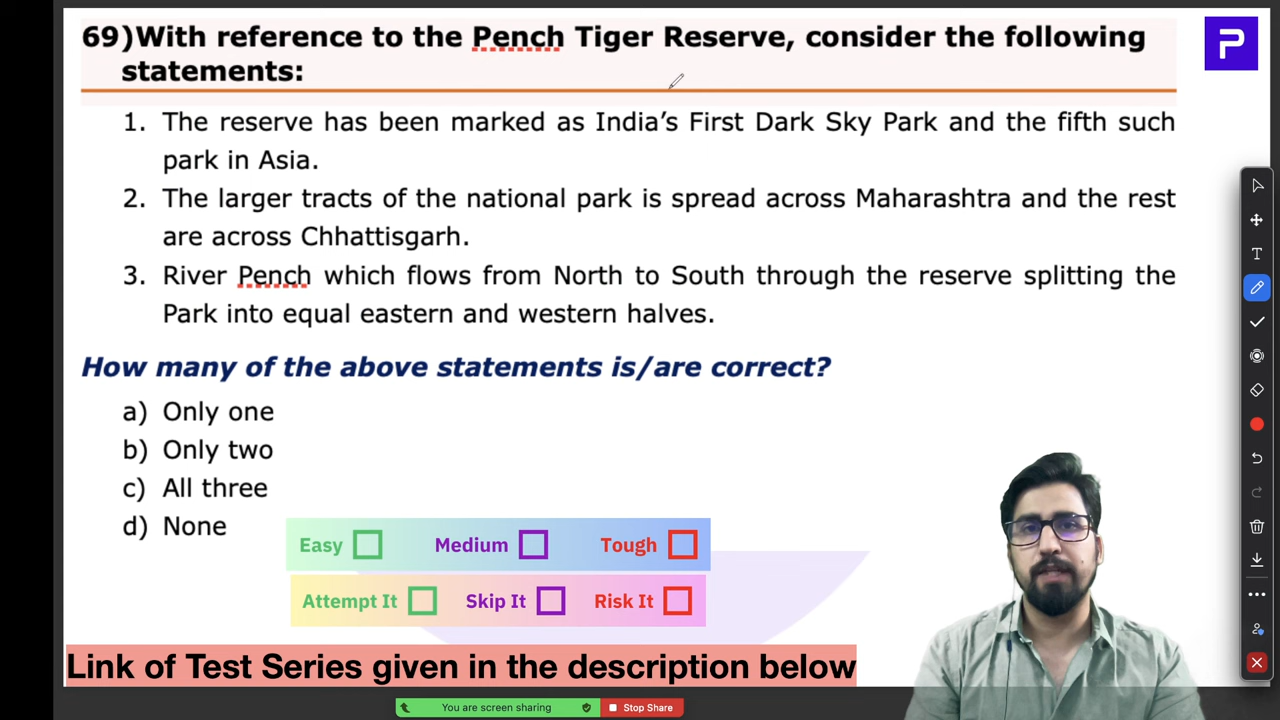 69)With reference to the Pench Tiger Reserve, consider the following
statements:
1. The reserve has been marked as India's First Dark Sky Park and the fifth such
park in Asia.
2. The larger tracts of the national park is spread across Maharashtra and the rest
are across Chhattisgarh.
3. River Pench which flows from North to South through the reserve splitting the
Park into equal eastern and western halves.
How many of the above statements is/are correct?
a) Only one
b) Only two
c) All three
d) None
Easy Medium Tough
Attempt It Skip It Risk It
Link of Test Series given in the description below
You are screen sharing Stop Share
P
T